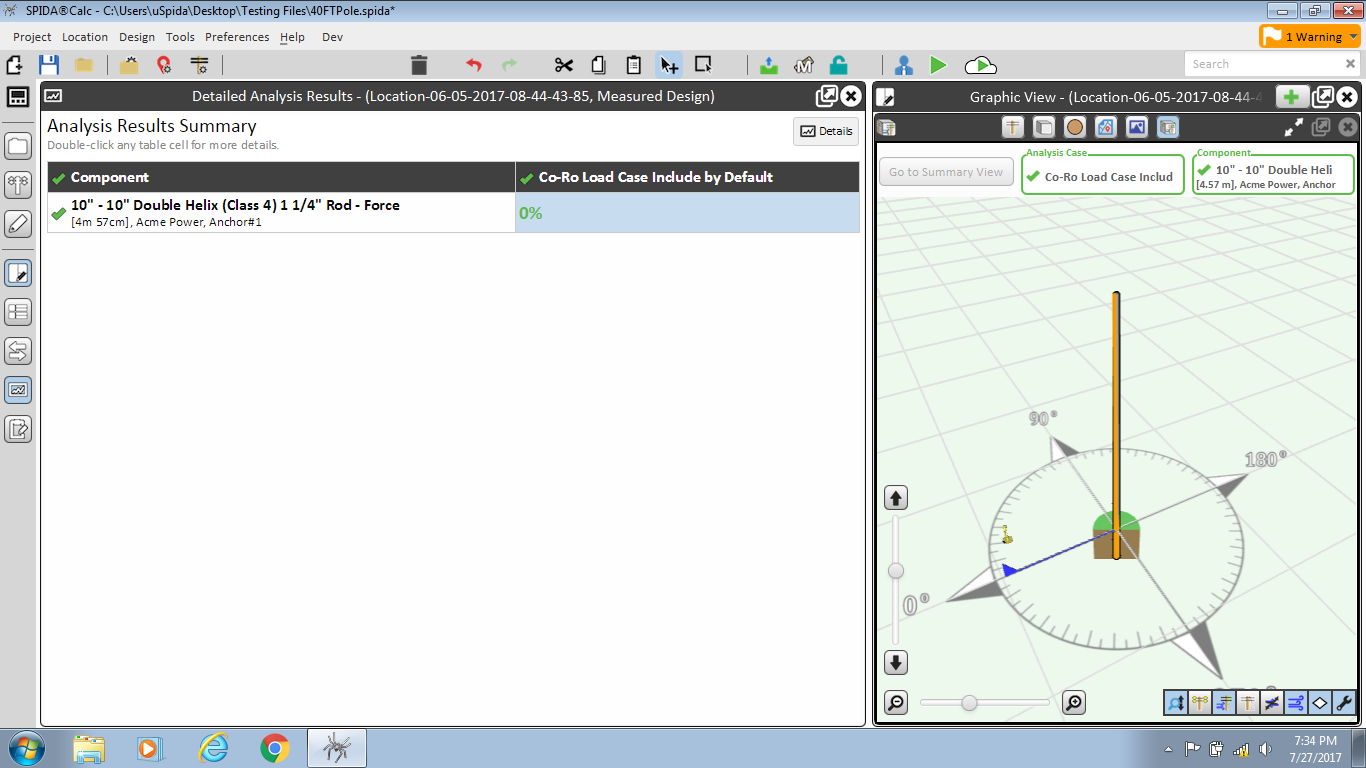 SPIDA®Calc - C:\Users\uSpida\Desktop\Testing Files\40FTPole.spida*
Project Location Design Tools Preferences Help Dev
1 Warning
Search
Detailed Analysis Results - (Location-06-05-2017-08-44-43-85, Measured Design)
Graphic View - (Location-06-05-2017-08-44-4
Analysis Results Summary
Double-click any table cell for more details.
Details
Component
Co-Ro Load Case Include by Default
10" - 10" Double Helix (Class 4) 1 1/4" Rod - Force
[4m 57cm], Acme Power, Anchor#1
0%
Go to Summary View
Analysis Case
Co-Ro Load Case Includ
Component
10" - 10" Double Heli
[4.57 m], Acme Power, Anchor
90°
180°
0°
7:34 PM
7/27/2017